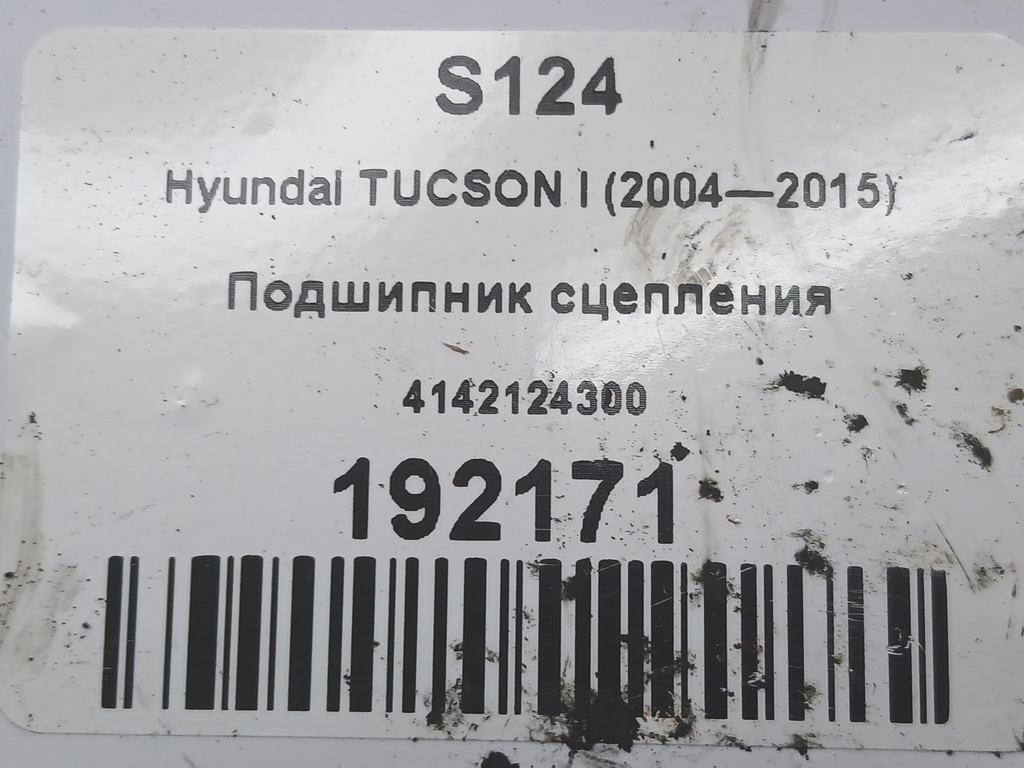 S124
Hyundai TUCSON I (2004—2015)
Подшипник сцепления
4142124300
192171